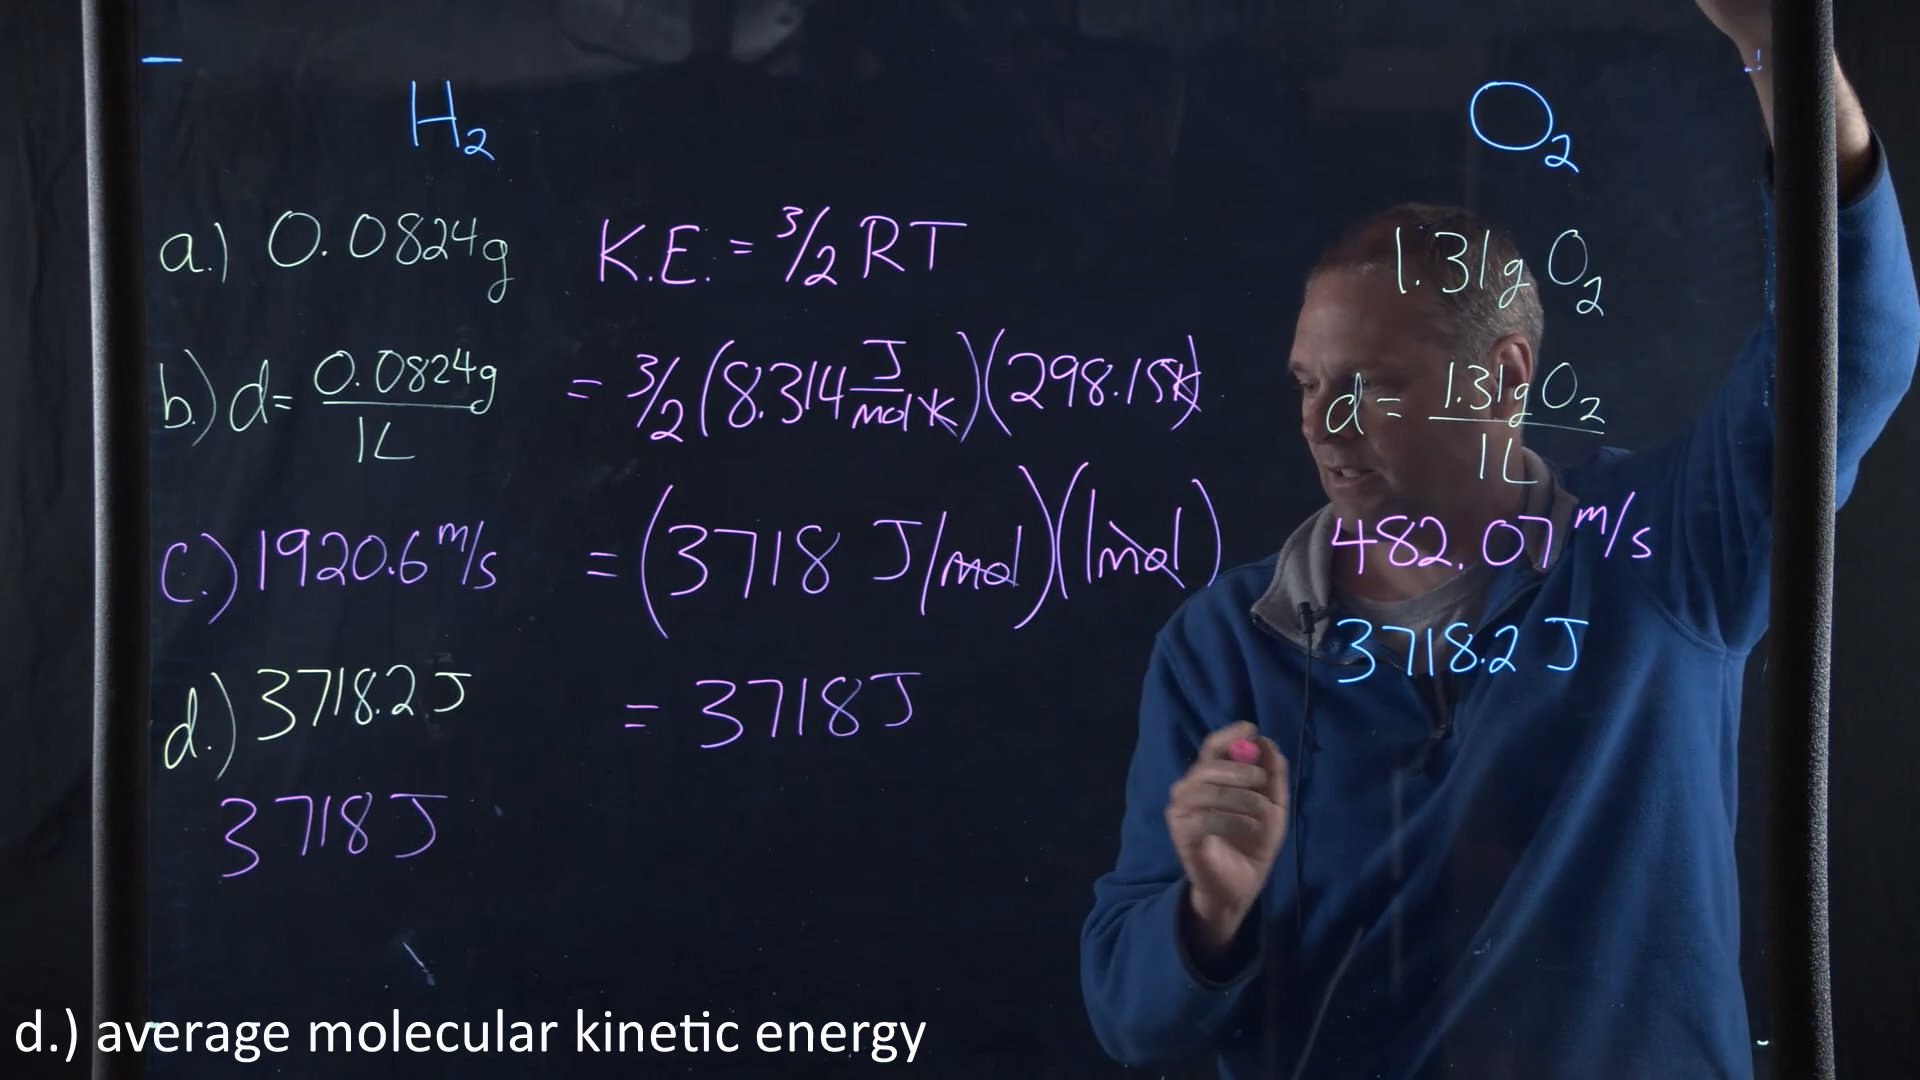 H₂ O₂
a.) 0.0824g K.E. = 3/2 RT 1.31g O₂
b.) d = 0.0824g / 1L = 3/2 (8.314 J / mol K)(298.15K) d = 1.31g O₂ / 1L
c.) 1920.6 m/s = (3718 J/mol)(1mol) 482.07 m/s
d.) 3718.2 J = 3718 J 3718.2 J
3718 J
d.) average molecular kinetic energy